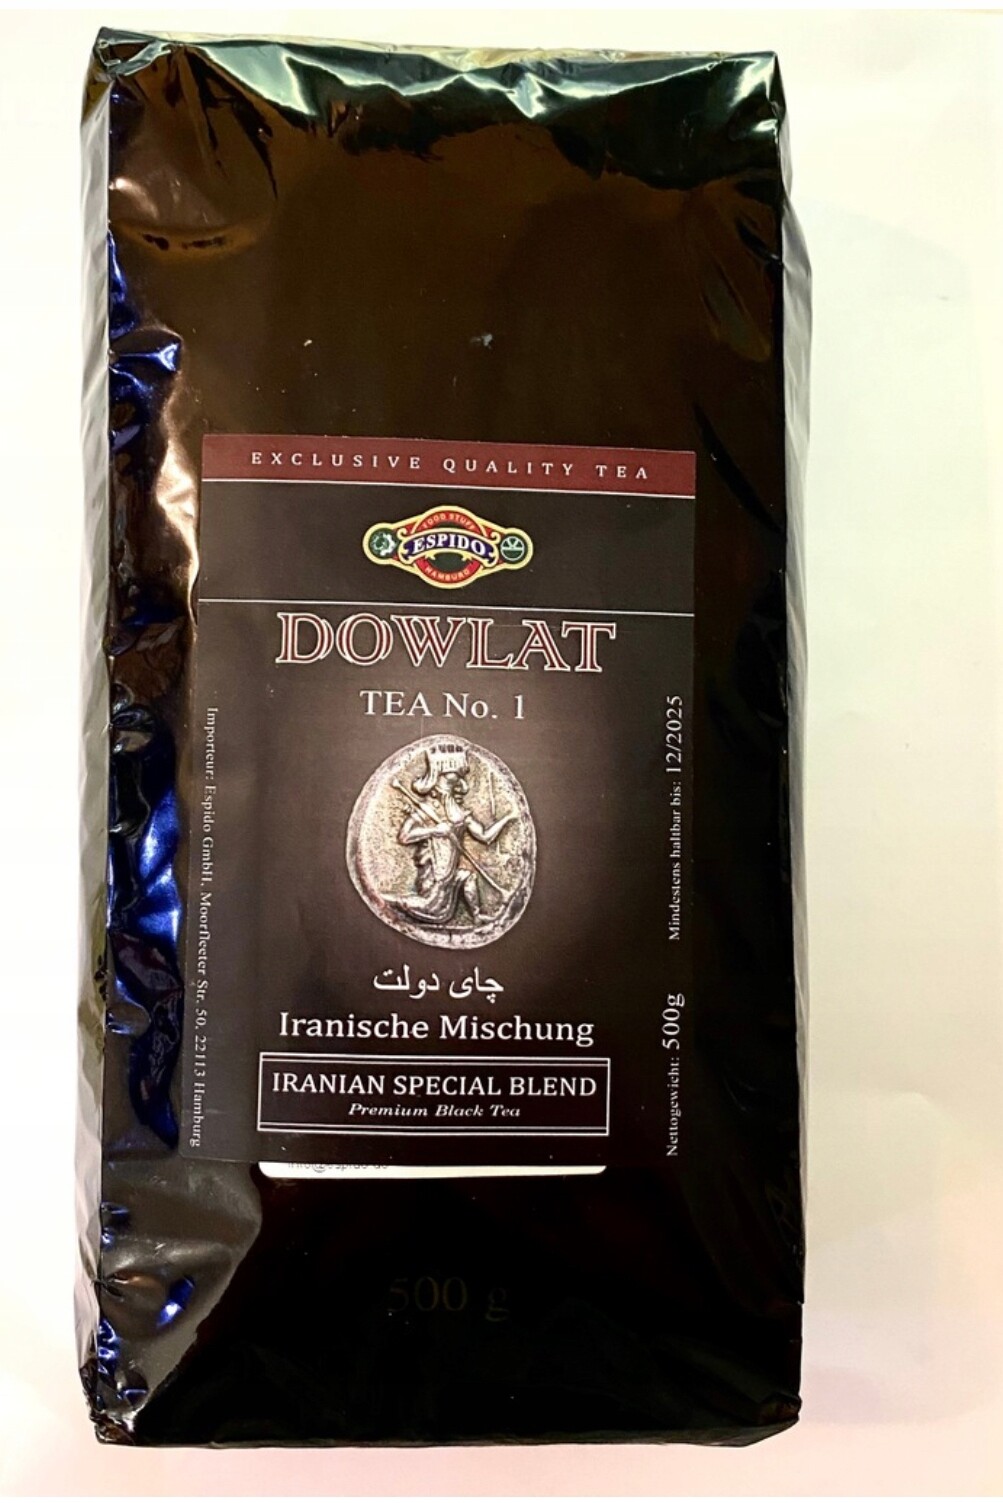 EXCLUSIVE QUALITY TEA
FOOD STUFF
ESPIDO
HAMBURG
DOWLAT
TEA No. 1
چای دولت
Iranische Mischung
IRANIAN SPECIAL BLEND
Premium Black Tea
Importeur: Espido GmbH, Moorfleeter Str. 50, 22113 Hamburg
Nettogewicht: 500g Mindestens haltbar bis: 12/2025
500 g